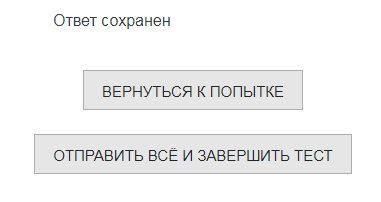 Ответ сохранен
ВЕРНУТЬСЯ К ПОПЫТКЕ
ОТПРАВИТЬ ВСЁ И ЗАВЕРШИТЬ ТЕСТ